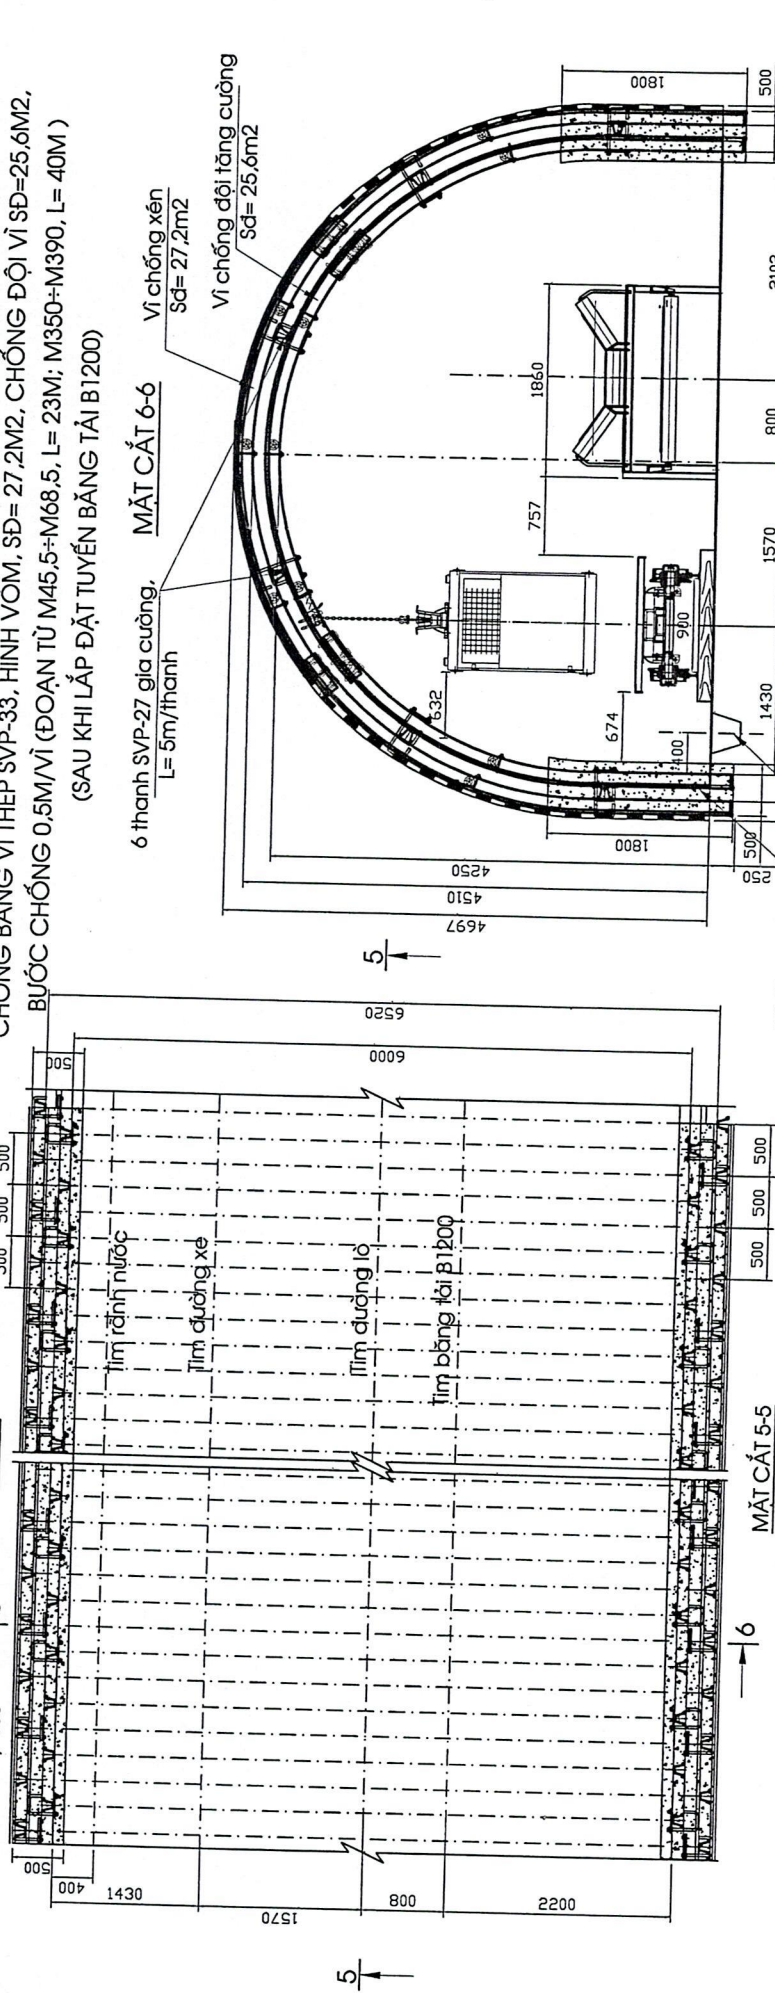 CHỐNG BẰNG VÌ THÉP SVP-33, HÌNH VÒM, SĐ= 27,2M2, CHỐNG ĐỘI VÌ SĐ=25,6M2,
BƯỚC CHỐNG 0,5M/VÌ (ĐOẠN TỪ M45,5÷M68,5, L= 23M; M350÷M390, L= 40M )
(SAU KHI LẮP ĐẶT TUYẾN BĂNG TẢI B1200)
6 thanh SVP-27 gia cường,
L= 5m/thanh
MẶT CẮT 6-6
Vì chống xén
Sđ= 27,2m2
Vì chống đội tăng cường
Sđ= 25,6m2
4697
4510
4250
1800
1800
632
757
1860
674
900
400
250
500
1430
1570
800
500
5
5
500
500
500
500
500
400
1430
1570
800
2200
Tim rãnh nước
Tim đường xe
Tim đường lò
Tim băng tải B1200
6000
6520
500
500
500
MẶT CẮT 5-5
6